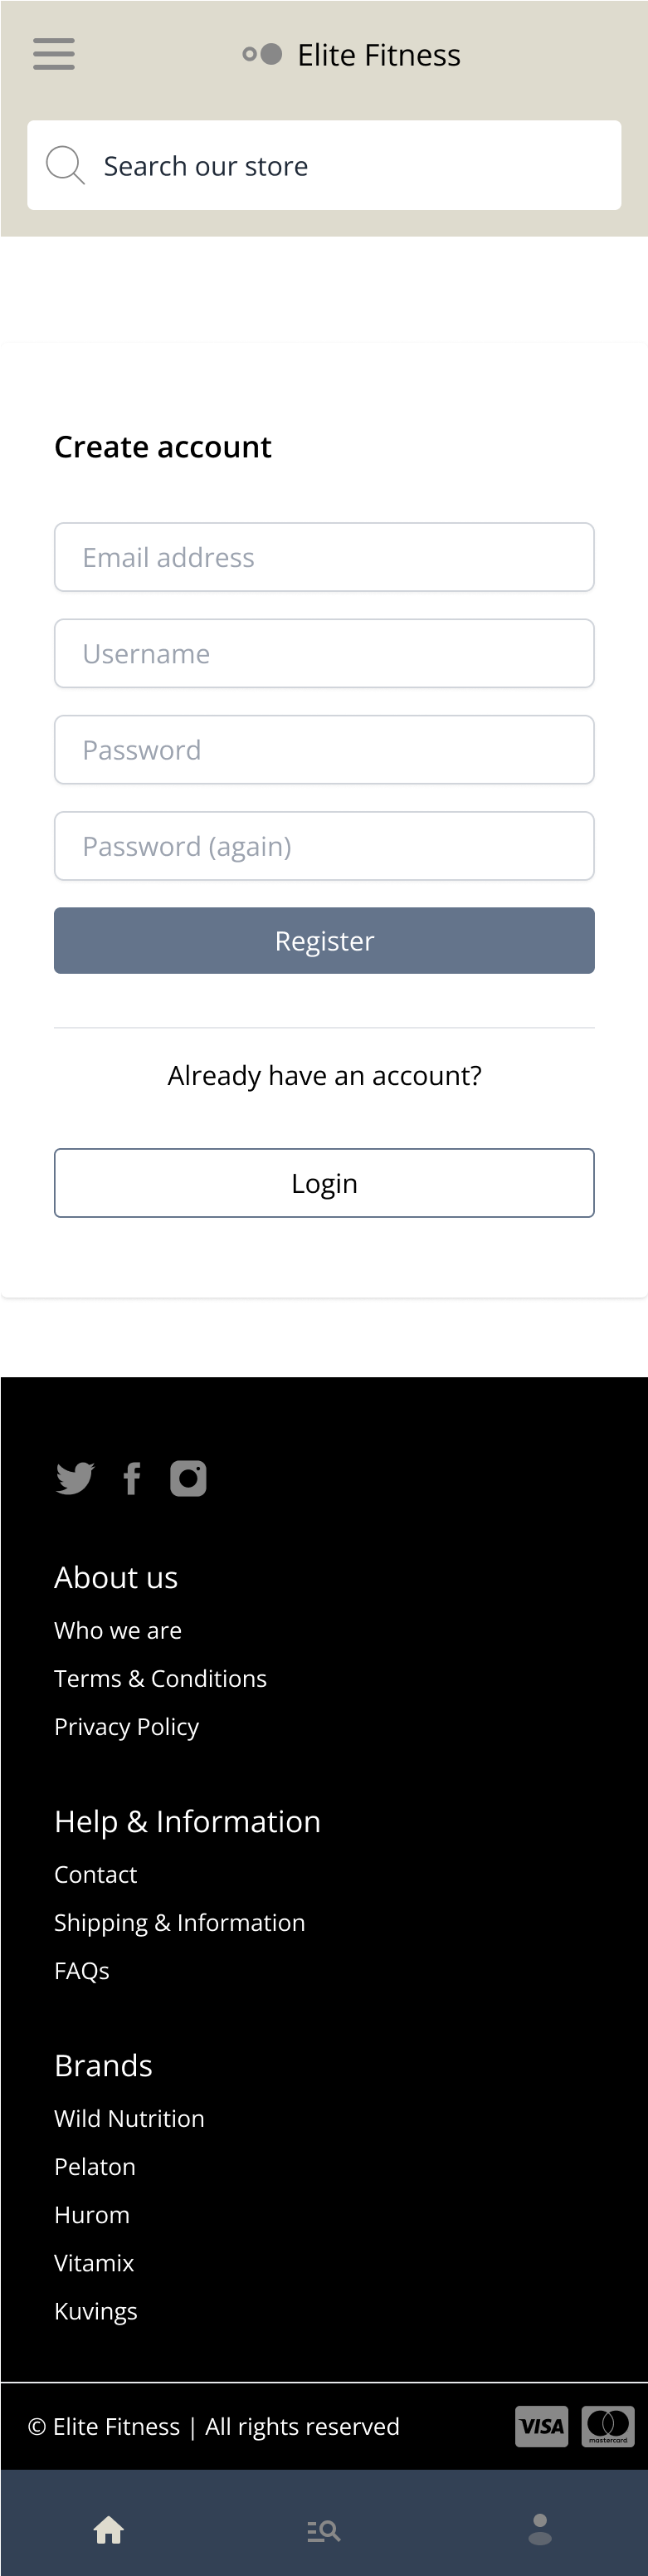 Elite Fitness
Search our store
Create account
Email address
Username
Password
Password (again)
Register
Already have an account?
Login
About us
Who we are
Terms & Conditions
Privacy Policy
Help & Information
Contact
Shipping & Information
FAQs
Brands
Wild Nutrition
Pelaton
Hurom
Vitamix
Kuvings
© Elite Fitness | All rights reserved
VISA
mastercard